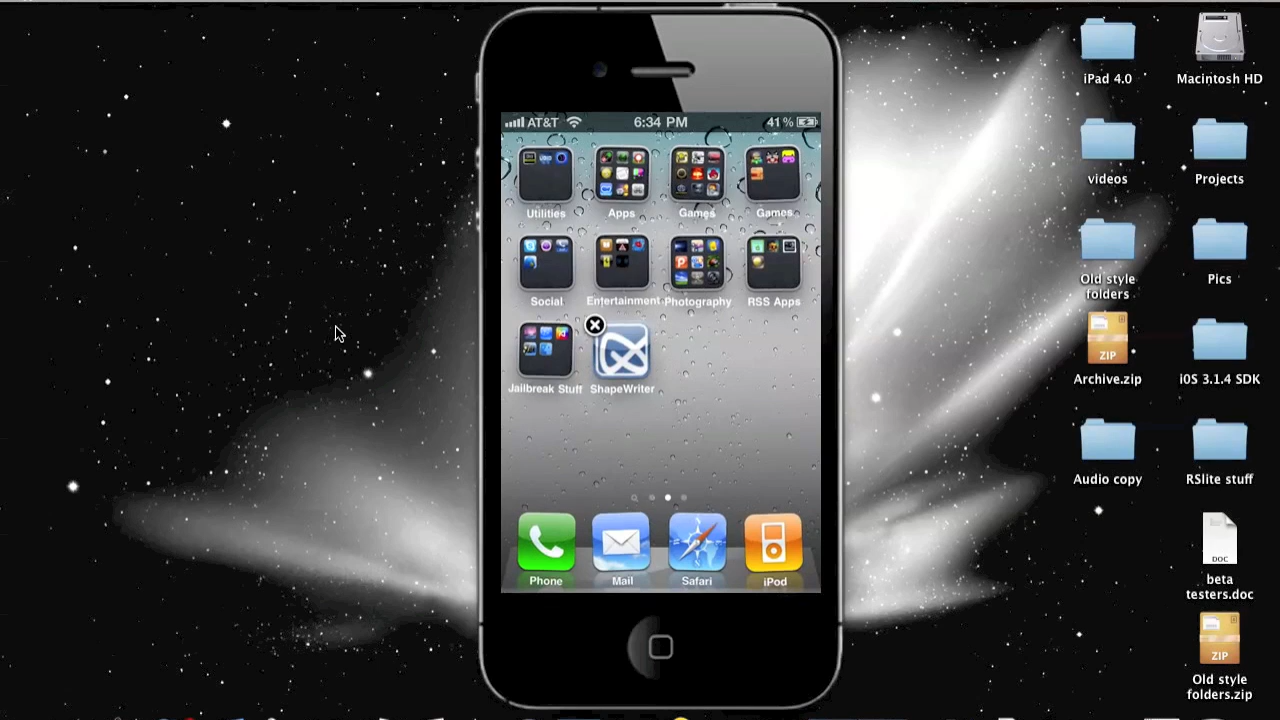 AT&T 6:34 PM 41%
Utilities Apps Games Games
Social Entertainment Photography RSS Apps
Jailbreak Stuff ShapeWriter
Phone Mail Safari iPod
iPad 4.0 Macintosh HD
videos Projects
Old style
folders
Pics
ZIP
Archive.zip iOS 3.1.4 SDK
Audio copy RSlite stuff
DOC
beta
testers.doc
ZIP
Old style
folders.zip